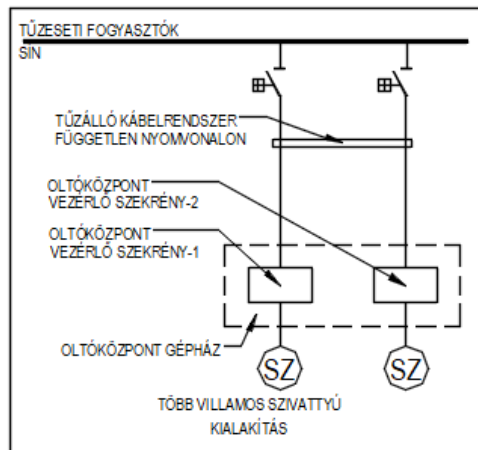 TŰZESETI FOGYASZTÓK
SÍN
TŰZÁLLÓ KÁBELRENDSZER
FÜGGETLEN NYOMVONALON
OLTÓKÖZPONT
VEZÉRLŐ SZEKRÉNY-2
OLTÓKÖZPONT
VEZÉRLŐ SZEKRÉNY-1
OLTÓKÖZPONT GÉPHÁZ
SZ
SZ
TÖBB VILLAMOS SZIVATTYÚ
KIALAKÍTÁS